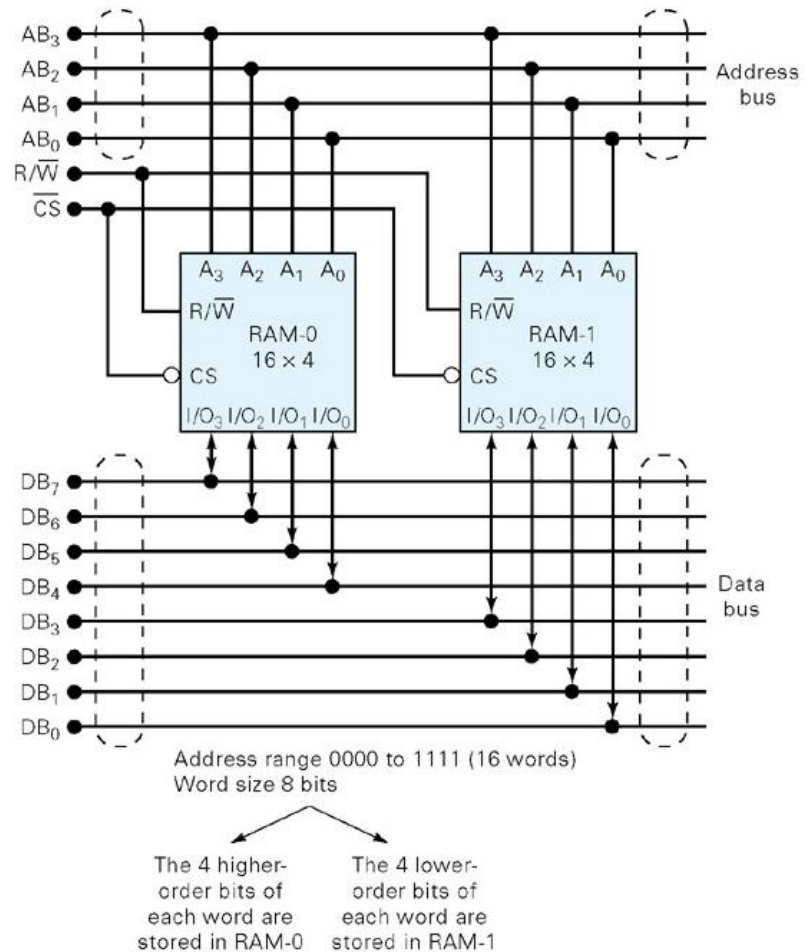 AB₃
AB₂
Address
bus
AB₁
AB₀
R/W̅
C̅S̅
A₃ A₂ A₁ A₀
A₃ A₂ A₁ A₀
R/W̅
RAM-0
16 × 4
CS
I/O₃ I/O₂ I/O₁ I/O₀
R/W̅
RAM-1
16 × 4
CS
I/O₃ I/O₂ I/O₁ I/O₀
DB₇
DB₆
DB₅
DB₄
DB₃
DB₂
DB₁
DB₀
Data
bus
Address range 0000 to 1111 (16 words)
Word size 8 bits
The 4 higher-
order bits of
each word are
stored in RAM-0
The 4 lower-
order bits of
each word are
stored in RAM-1